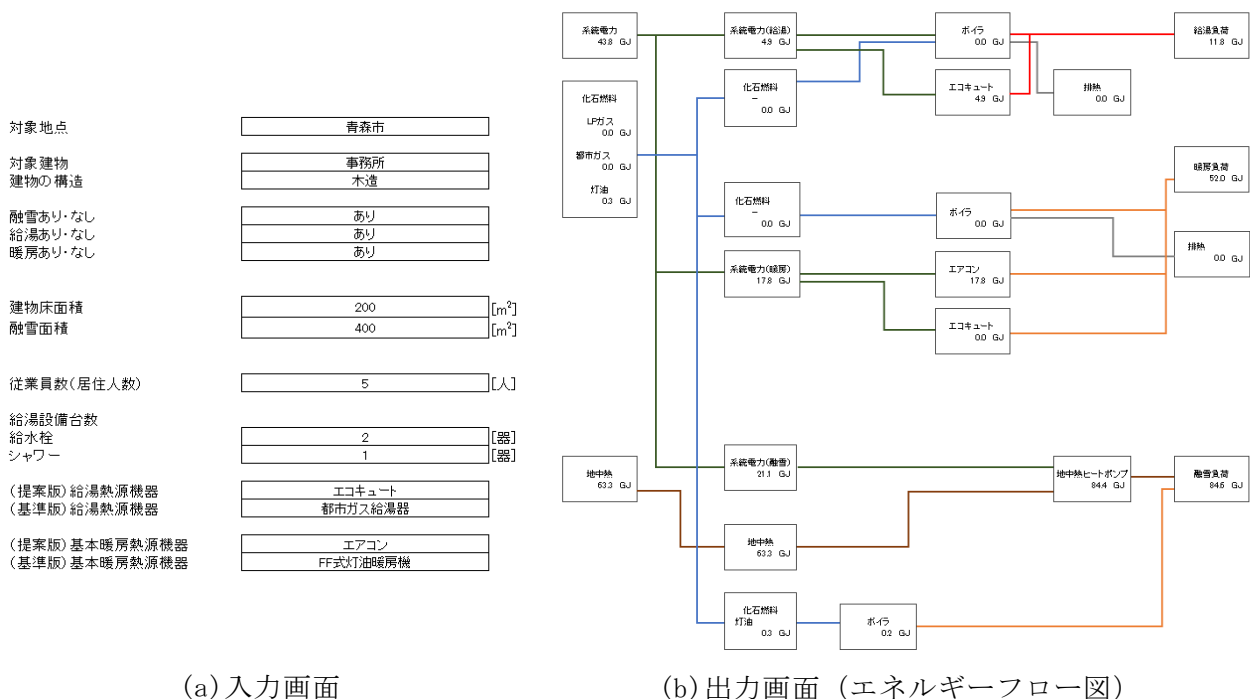 対象地点 青森市
対象建物 事務所
建物の構造 木造
融雪あり・なし あり
給湯あり・なし あり
暖房あり・なし あり
建物床面積 200 [m²]
融雪面積 400 [m²]
従業員数(居住人数) 5 [人]
給湯設備台数
給水栓 2 [器]
シャワー 1 [器]
(提案版)給湯熱源機器 エコキュート
(基準版)給湯熱源機器 都市ガス給湯器
(提案版)基本暖房熱源機器 エアコン
(基準版)基本暖房熱源機器 FF式灯油暖房機
(a)入力画面
系統電力
43.8 GJ
系統電力(給湯)
4.9 GJ
ボイラ
0.0 GJ
給湯負荷
11.8 GJ
化石燃料
LPガス
0.0 GJ
都市ガス
0.0 GJ
灯油
0.3 GJ
化石燃料
–
0.0 GJ
エコキュート
4.9 GJ
排熱
0.0 GJ
暖房負荷
52.0 GJ
化石燃料
–
0.0 GJ
ボイラ
0.0 GJ
排熱
0.0 GJ
系統電力(暖房)
17.8 GJ
エアコン
17.8 GJ
エコキュート
0.0 GJ
地中熱
63.3 GJ
系統電力(融雪)
21.1 GJ
地中熱ヒートポンプ
84.4 GJ
融雪負荷
84.6 GJ
地中熱
63.3 GJ
化石燃料
灯油
0.3 GJ
ボイラ
0.2 GJ
(b)出力画面（エネルギーフロー図）